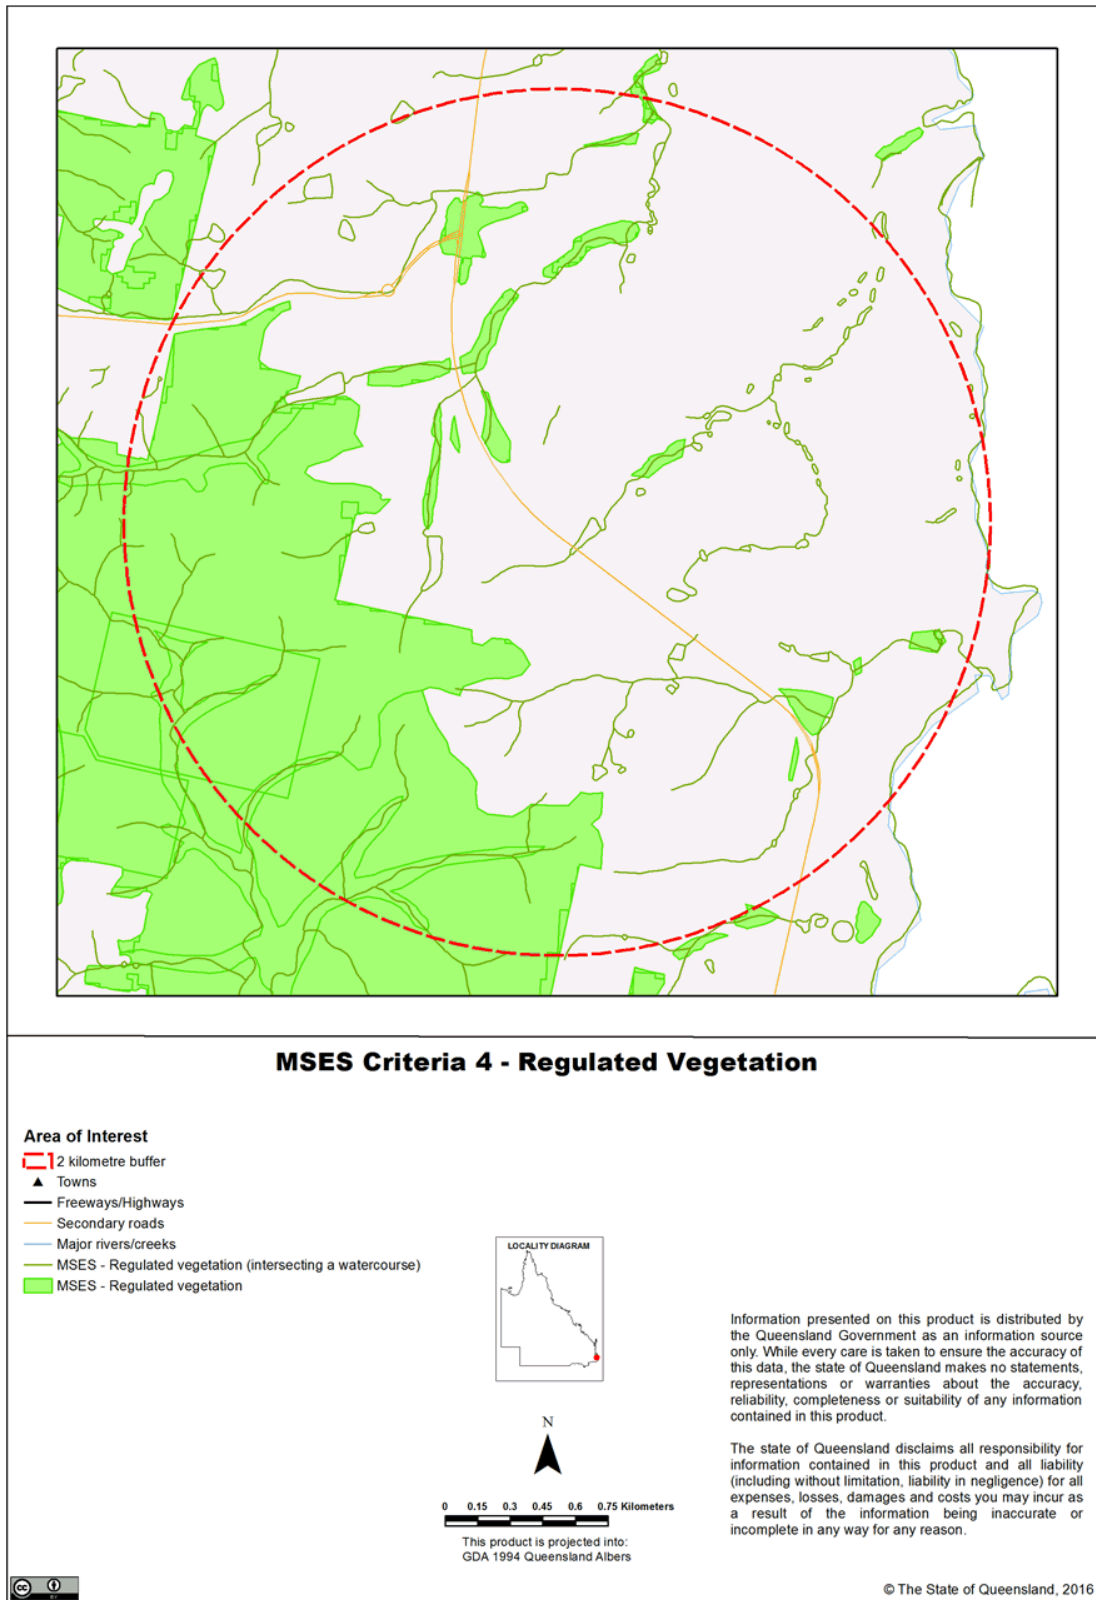 MSES Criteria 4 - Regulated Vegetation
Area of Interest
2 kilometre buffer
Towns
Freeways/Highways
Secondary roads
Major rivers/creeks
MSES - Regulated vegetation (intersecting a watercourse)
MSES - Regulated vegetation
LOCALITY DIAGRAM
N
0 0.15 0.3 0.45 0.6 0.75 Kilometers
This product is projected into:
GDA 1994 Queensland Albers
Information presented on this product is distributed by
the Queensland Government as an information source
only. While every care is taken to ensure the accuracy of
this data, the state of Queensland makes no statements,
representations or warranties about the accuracy,
reliability, completeness or suitability of any information
contained in this product.
The state of Queensland disclaims all responsibility for
information contained in this product and all liability
(including without limitation, liability in negligence) for all
expenses, losses, damages and costs you may incur as
a result of the information being inaccurate or
incomplete in any way for any reason.
cc
BY
© The State of Queensland, 2016